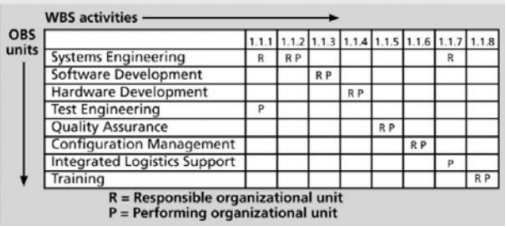 WBS activities
OBS units
1.1.1 1.1.2 1.1.3 1.1.4 1.1.5 1.1.6 1.1.7 1.1.8
Systems Engineering R R P R
Software Development R P
Hardware Development R P
Test Engineering P
Quality Assurance R P
Configuration Management R P
Integrated Logistics Support P
Training R P
R = Responsible organizational unit
P = Performing organizational unit